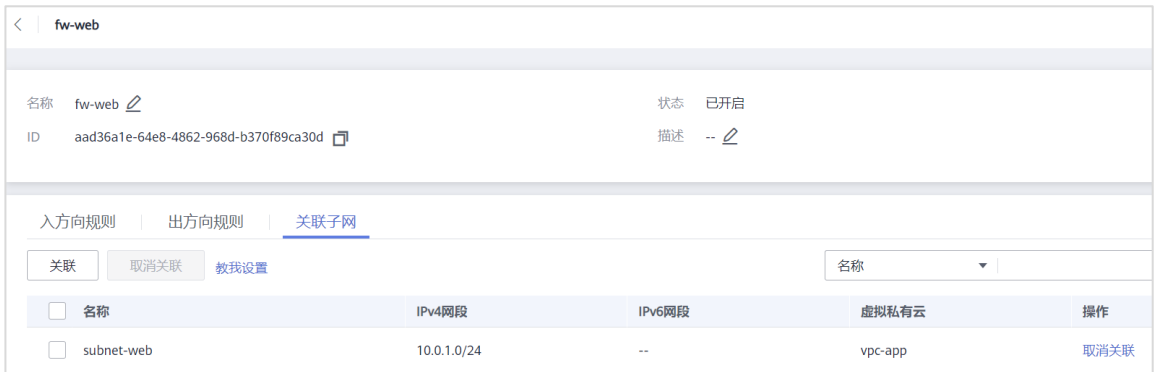 fw-web
名称 fw-web 状态 已开启
ID aad36a1e-64e8-4862-968d-b370f89ca30d 描述 --
入方向规则 出方向规则 关联子网
关联 取消关联 教我设置 名称
名称 IPv4网段 IPv6网段 虚拟私有云 操作
subnet-web 10.0.1.0/24 -- vpc-app 取消关联